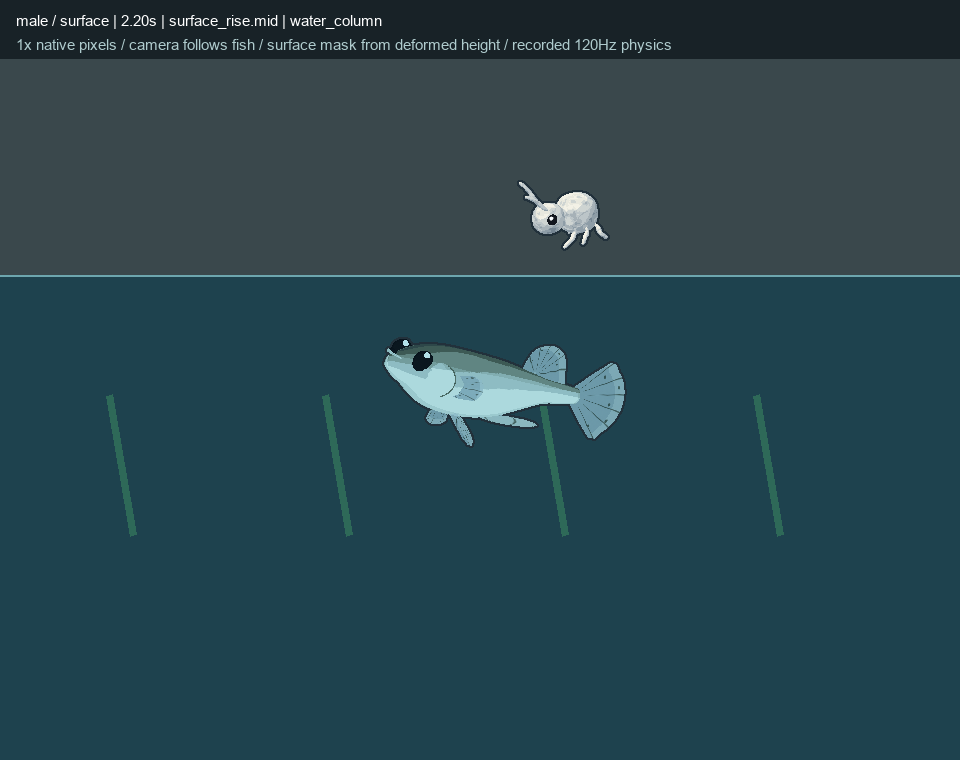 male / surface | 2.20s | surface_rise.mid | water_column
1x native pixels / camera follows fish / surface mask from deformed height / recorded 120Hz physics